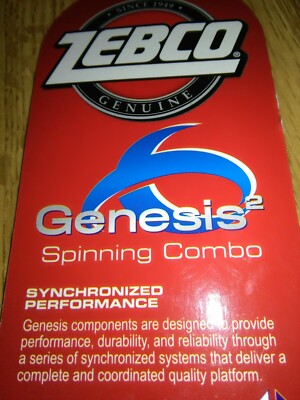 SINCE 1949
ZEBCO®
GENUINE
Genesis²
Spinning Combo
SYNCHRONIZED
PERFORMANCE
Genesis components are designed to provide
performance, durability, and reliability through
a series of synchronized systems that deliver a
complete and coordinated quality platform.